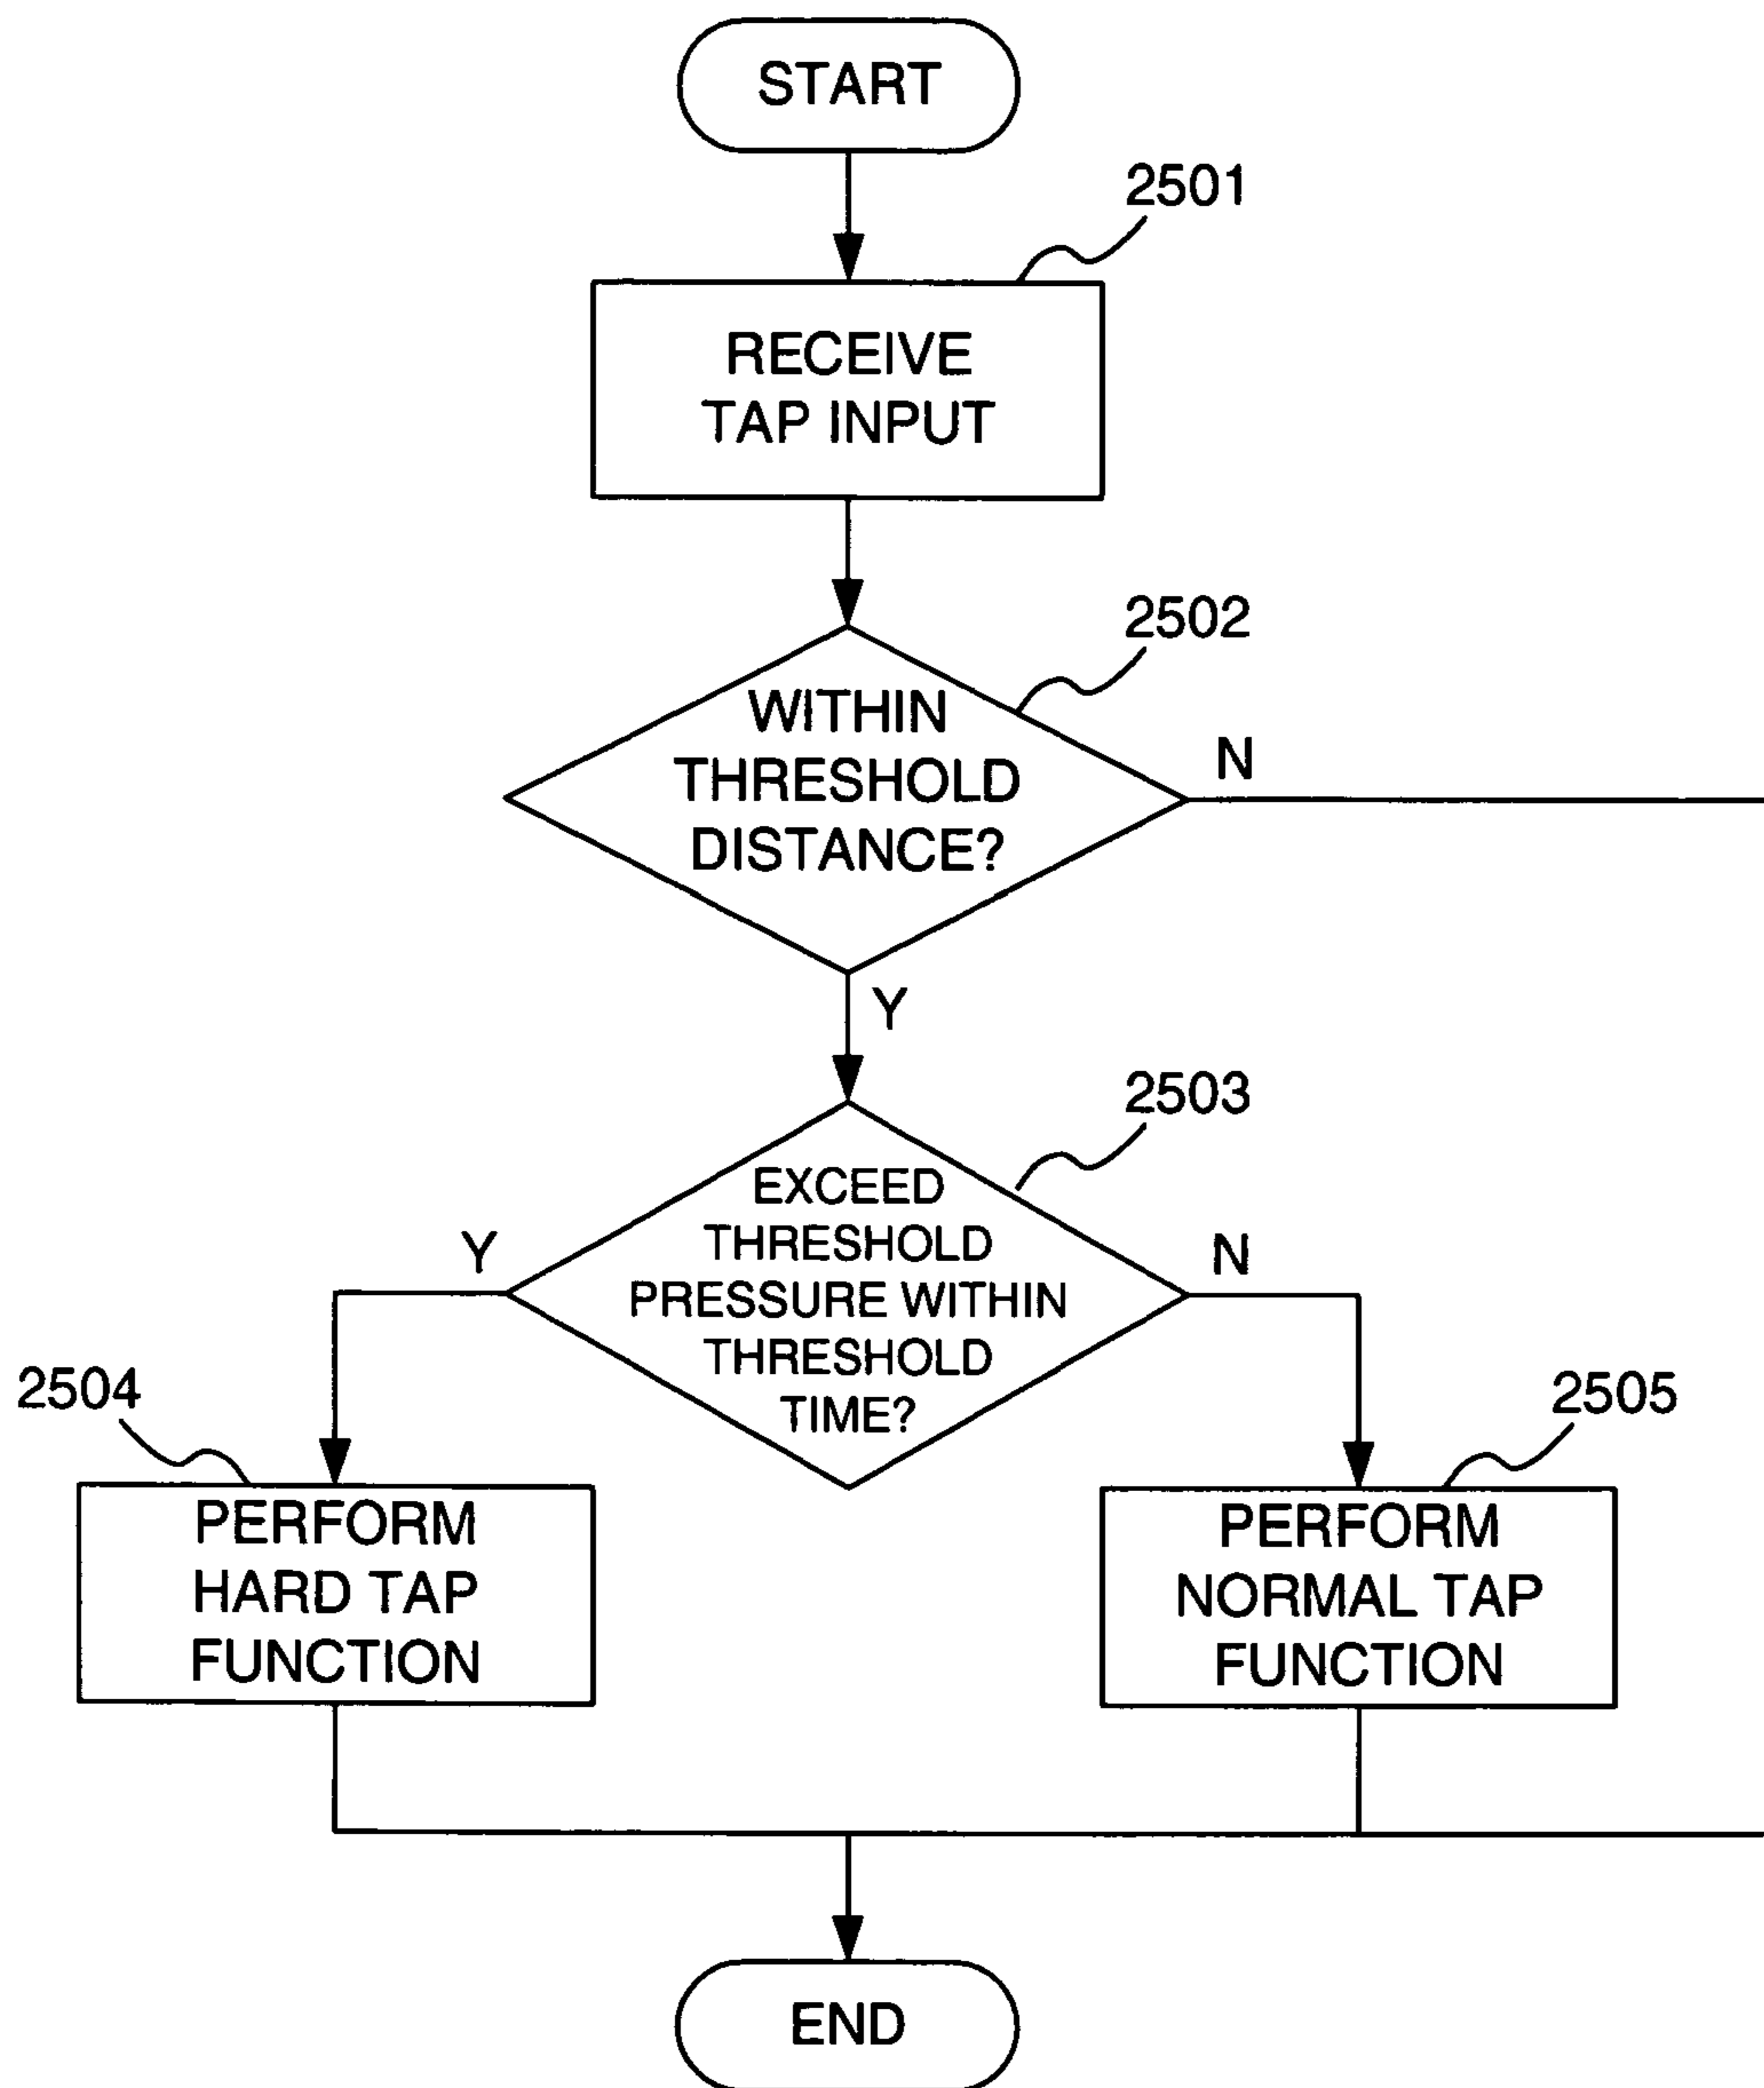 START
2501
RECEIVE
TAP INPUT
2502
WITHIN
THRESHOLD
DISTANCE?
N
Y
2503
EXCEED
THRESHOLD
PRESSURE WITHIN
THRESHOLD
TIME?
Y
N
2504
PERFORM
HARD TAP
FUNCTION
2505
PERFORM
NORMAL TAP
FUNCTION
END